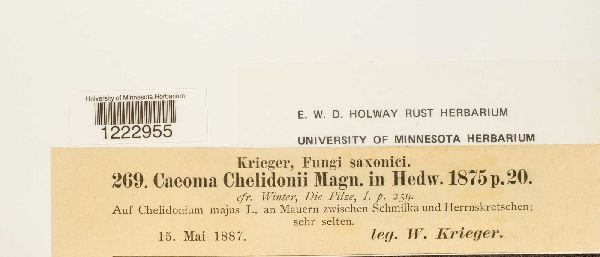 University of Minnesota Herbarium
1222955
E. W. D. HOLWAY RUST HERBARIUM
UNIVERSITY OF MINNESOTA HERBARIUM
Krieger, Fungi saxonici.
269. Caeoma Chelidonii Magn. in Hedw. 1875 p. 20.
cfr. Winter, Die Pilze, I. p. 259.
Auf Chelidonium majus L., an Mauern zwischen Schmilka und Herrnskretschen;
sehr selten.
15. Mai 1887. leg. W. Krieger.